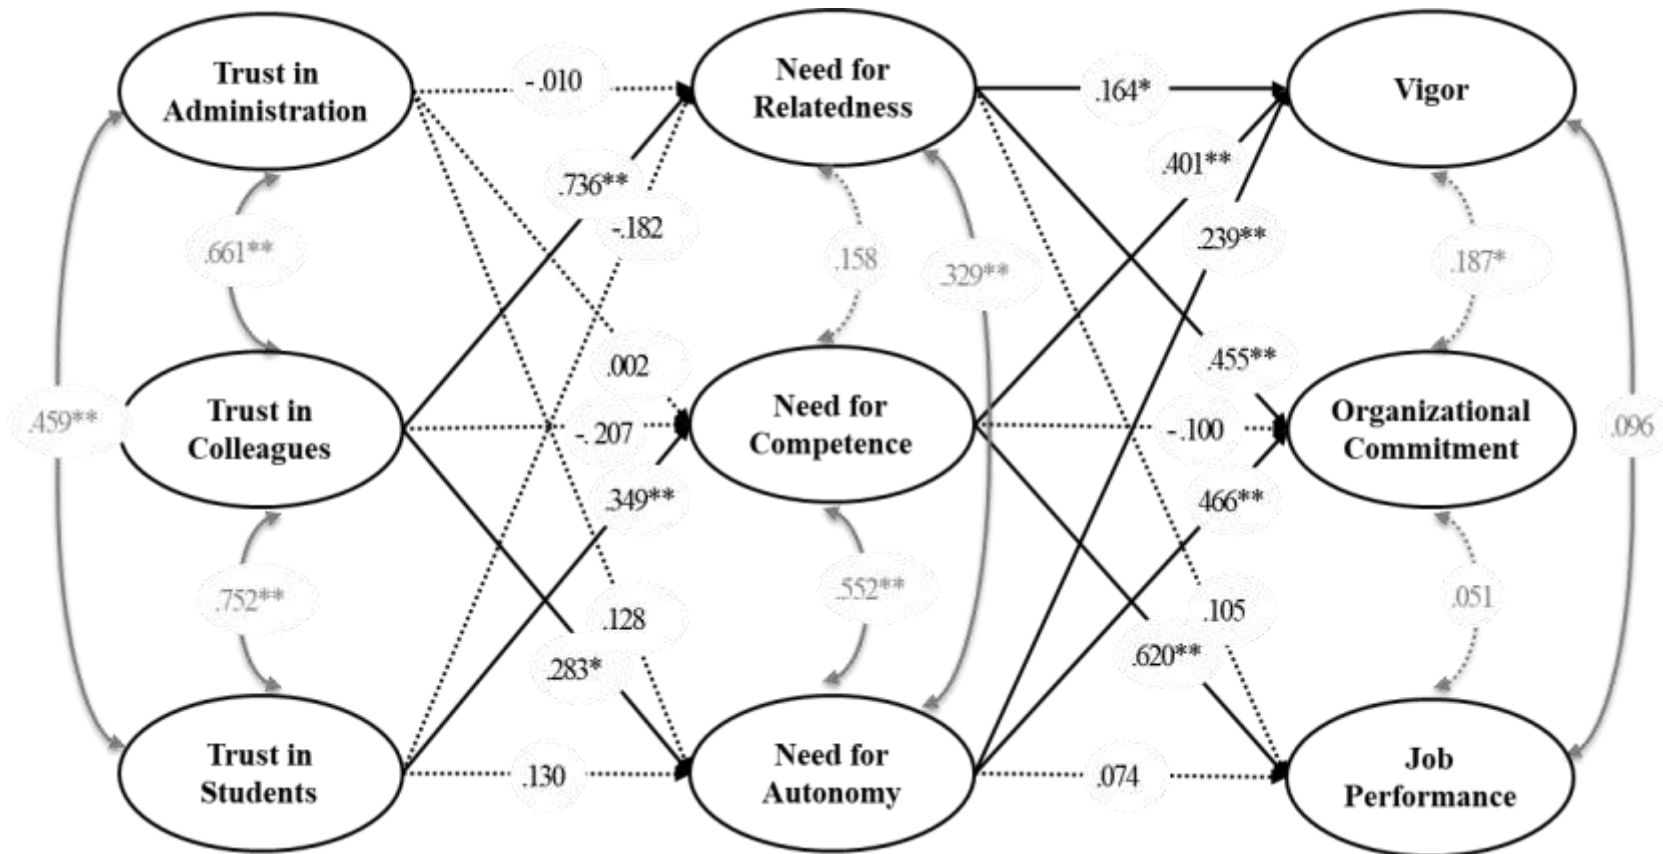 Trust in
Administration
-.010
Need for
Relatedness
.164*
Vigor
.736**
-.182
.401**
.239**
.661**
.158
.329**
.187*
.002
.455**
.459**
Trust in
Colleagues
-.207
Need for
Competence
-.100
Organizational
Commitment
.096
.349**
.466**
.752**
.552**
.051
.128
.283*
.105
.620**
Trust in
Students
.130
Need for
Autonomy
.074
Job
Performance